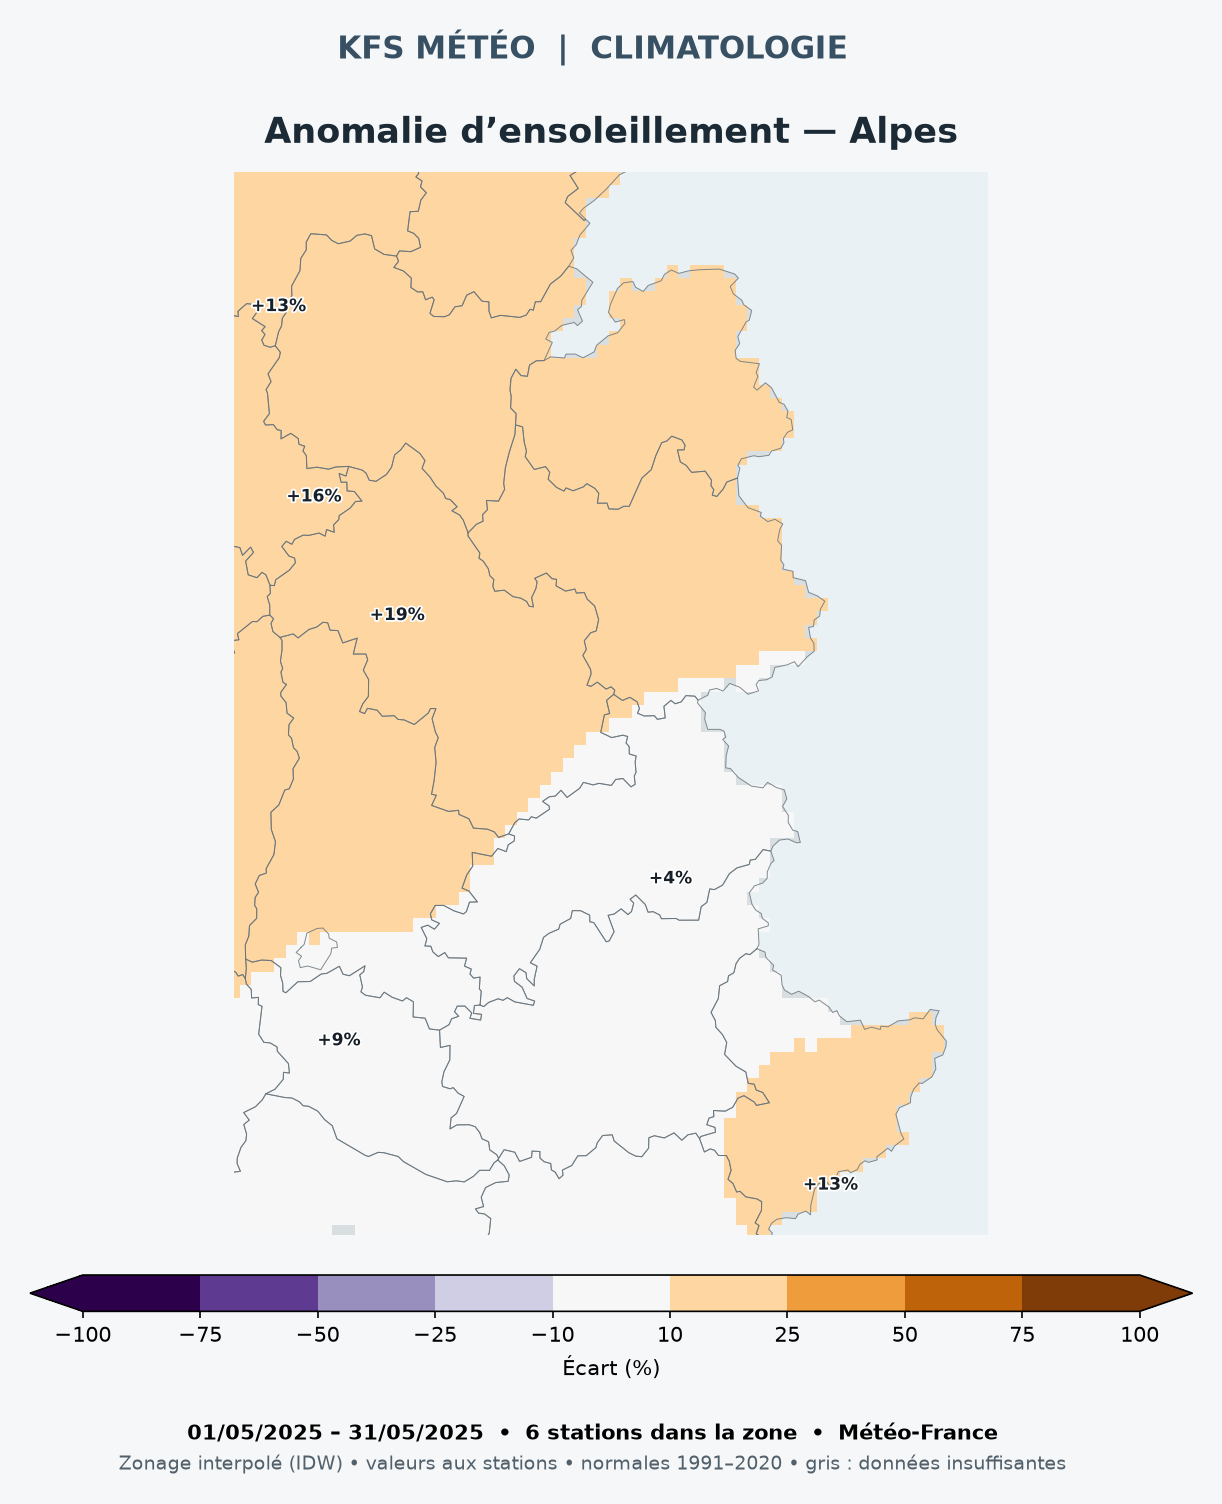 KFS MÉTÉO | CLIMATOLOGIE
Anomalie d’ensoleillement — Alpes
+13%
+16%
+19%
+4%
+9%
+13%
−100 −75 −50 −25 −10 10 25 50 75 100
Écart (%)
01/05/2025 – 31/05/2025 • 6 stations dans la zone • Météo-France
Zonage interpolé (IDW) • valeurs aux stations • normales 1991–2020 • gris : données insuffisantes